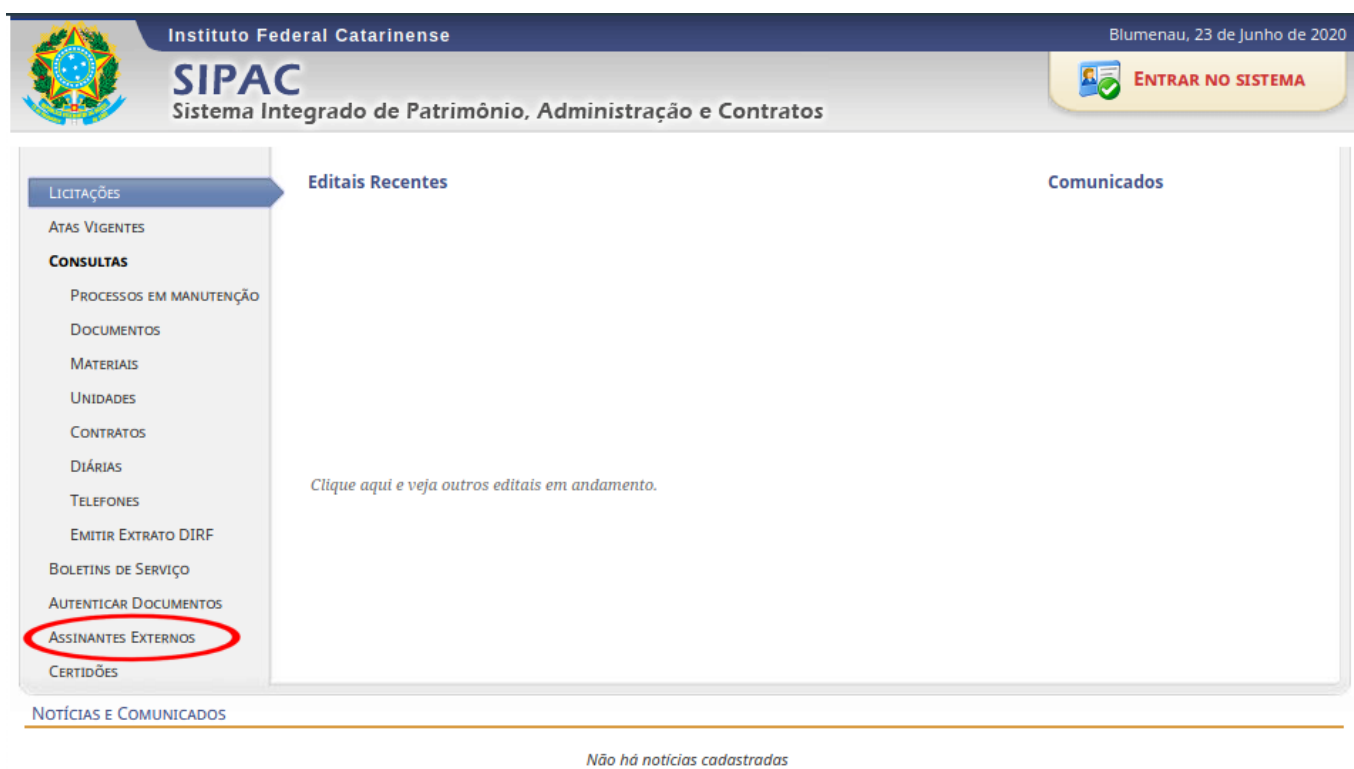 Instituto Federal Catarinense
Blumenau, 23 de Junho de 2020
SIPAC
Sistema Integrado de Patrimônio, Administração e Contratos
Entrar no sistema
Licitações
Atas Vigentes
Consultas
Processos em manutenção
Documentos
Materiais
Unidades
Contratos
Diárias
Telefones
Emitir Extrato DIRF
Boletins de Serviço
Autenticar Documentos
Assinantes Externos
Certidões
Editais Recentes
Clique aqui e veja outros editais em andamento.
Comunicados
Notícias e Comunicados
Não há notícias cadastradas